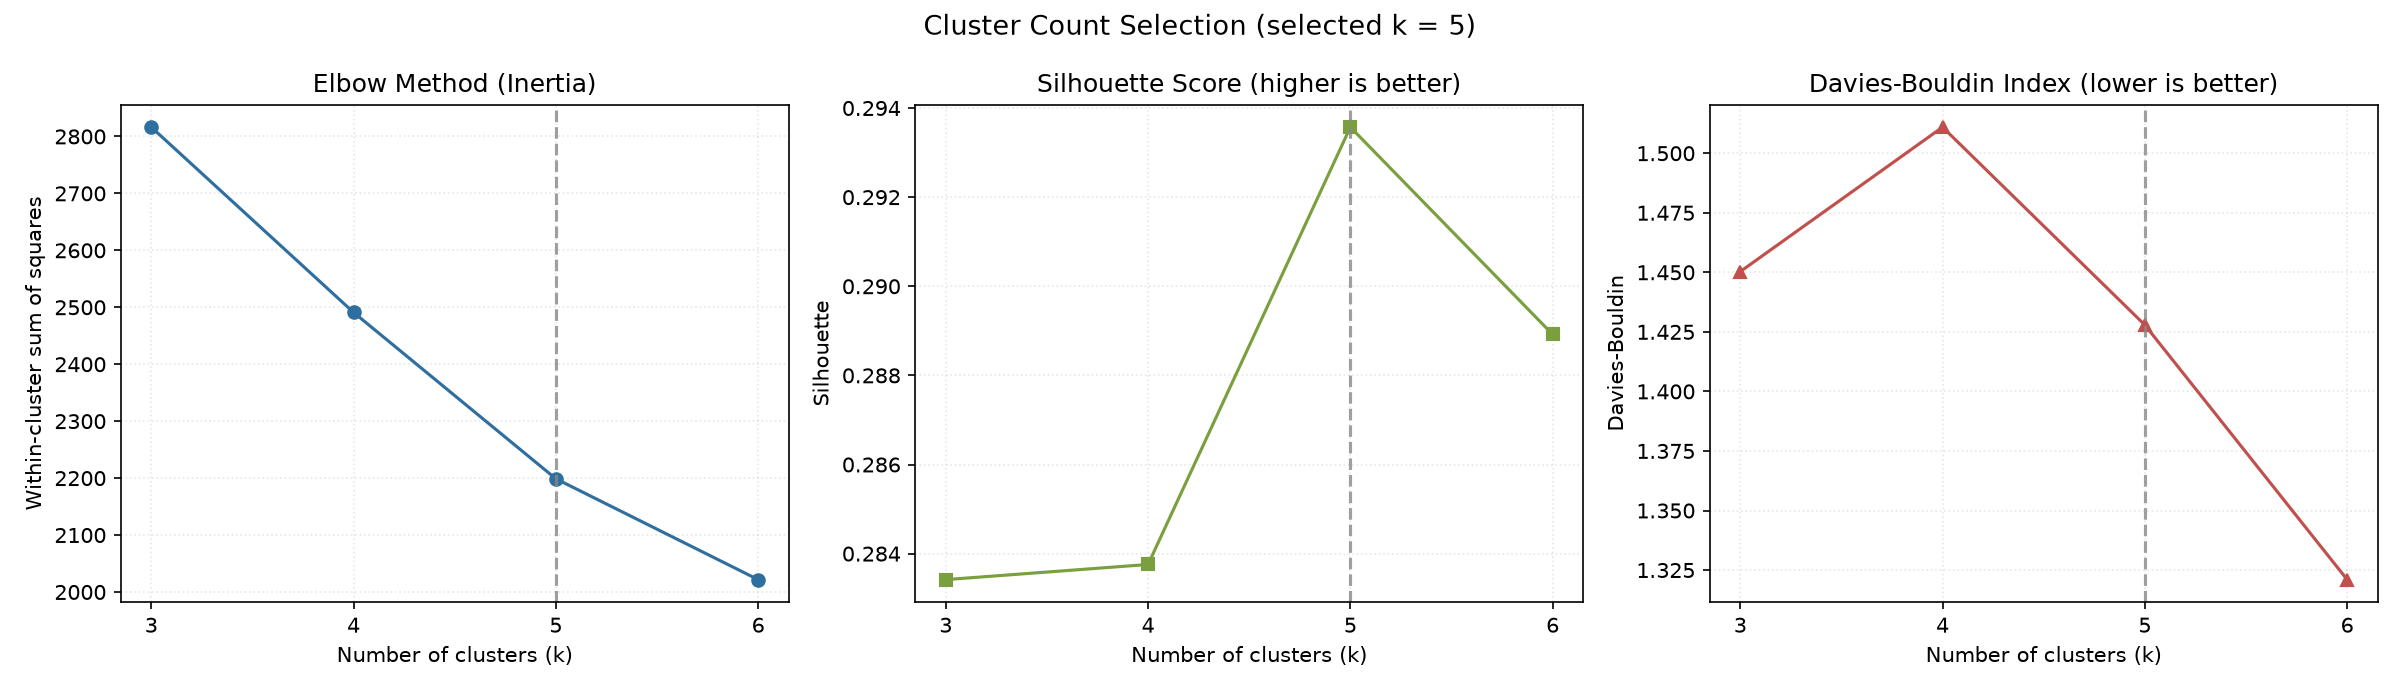 Cluster Count Selection (selected k = 5)
Elbow Method (Inertia)
Within-cluster sum of squares
2800
2700
2600
2500
2400
2300
2200
2100
2000
3 4 5 6
Number of clusters (k)
Silhouette Score (higher is better)
Silhouette
0.294
0.292
0.290
0.288
0.286
0.284
3 4 5 6
Number of clusters (k)
Davies-Bouldin Index (lower is better)
Davies-Bouldin
1.500
1.475
1.450
1.425
1.400
1.375
1.350
1.325
3 4 5 6
Number of clusters (k)